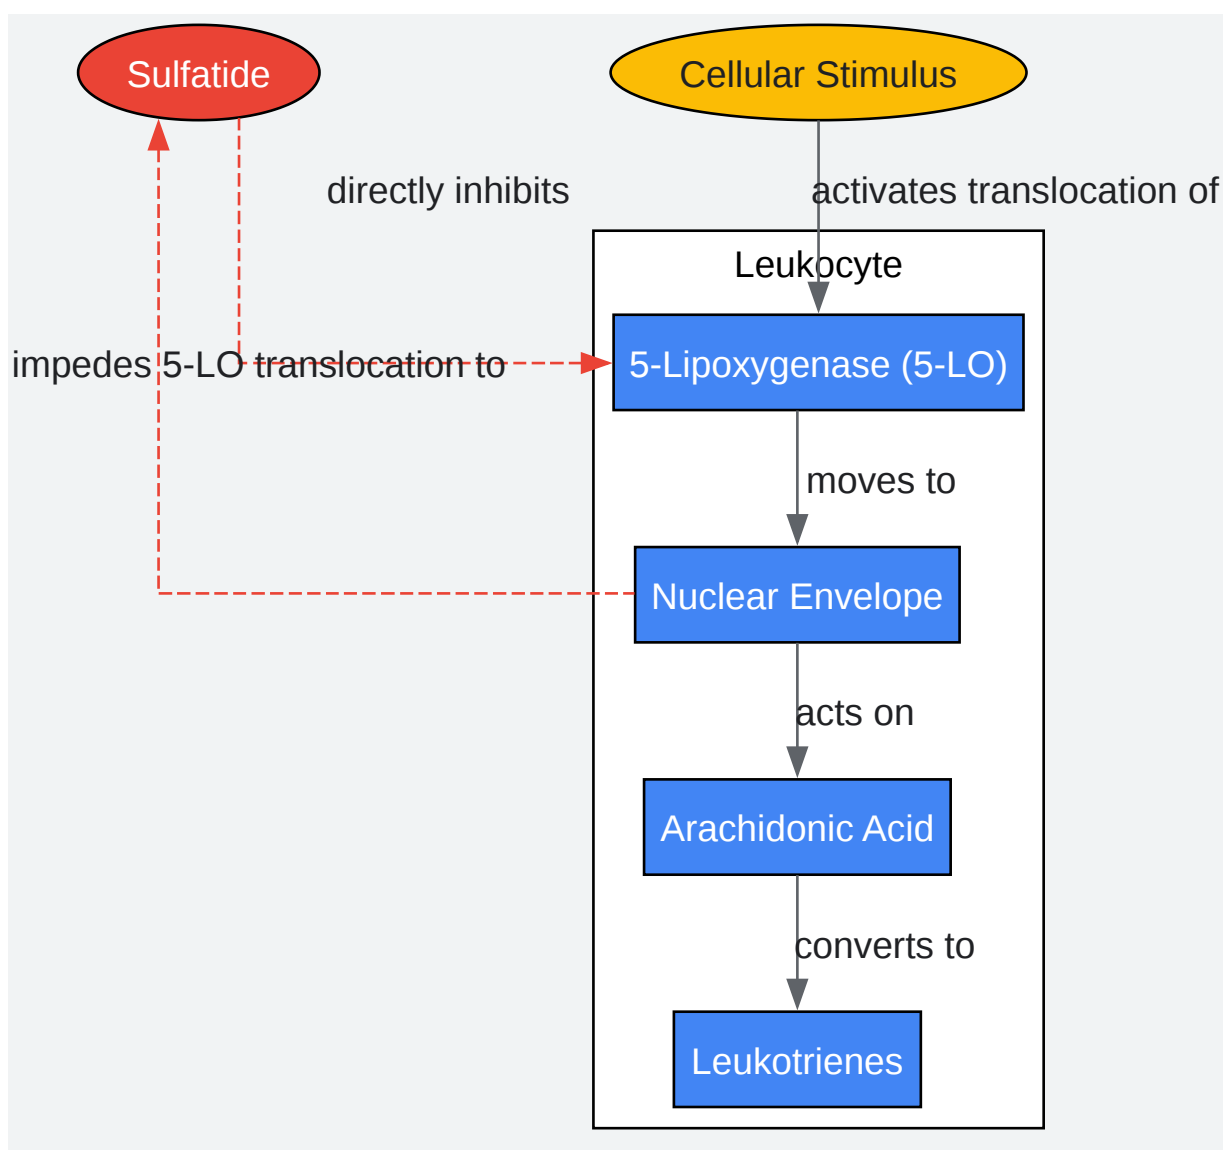 Sulfatide
Cellular Stimulus
directly inhibits
activates translocation of
Leukocyte
impedes 5-LO translocation to
5-Lipoxygenase (5-LO)
moves to
Nuclear Envelope
acts on
Arachidonic Acid
converts to
Leukotrienes